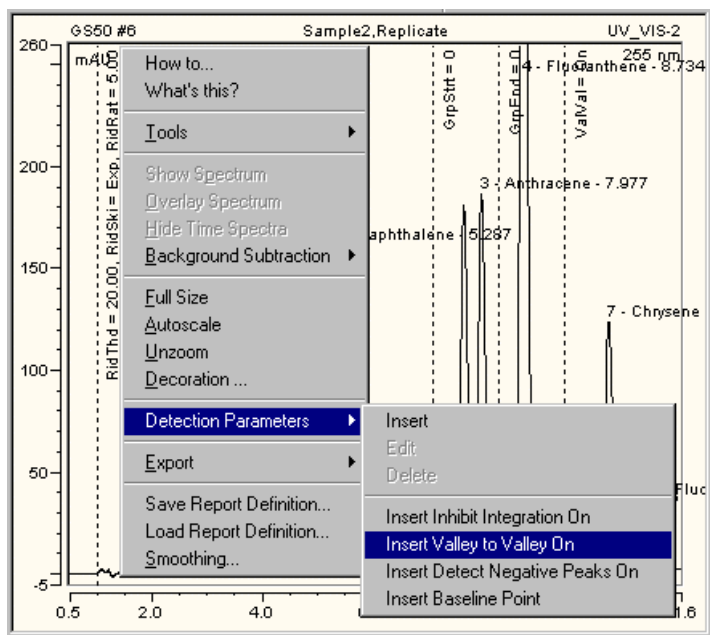 GS50 #6 Sample2,Replicate UV_VIS-2
260
mAU
255 nm
200
150
100
50
-5
0.5 2.0 4.0 1.6
RidThd = 20.00, RidSki = Exp, RidRat = 5.00
GrpStrt = 0
GrpEnd = 0
ValVal = On
4 - Fluoranthene - 8.734
3 - Anthracene - 7.977
aphthalene - 5.287
7 - Chrysene
Fluo
How to...
What's this?
Tools
Show Spectrum
Overlay Spectrum
Hide Time Spectra
Background Subtraction
Full Size
Autoscale
Unzoom
Decoration ...
Detection Parameters
Export
Save Report Definition...
Load Report Definition...
Smoothing...
Insert
Edit
Delete
Insert Inhibit Integration On
Insert Valley to Valley On
Insert Detect Negative Peaks On
Insert Baseline Point